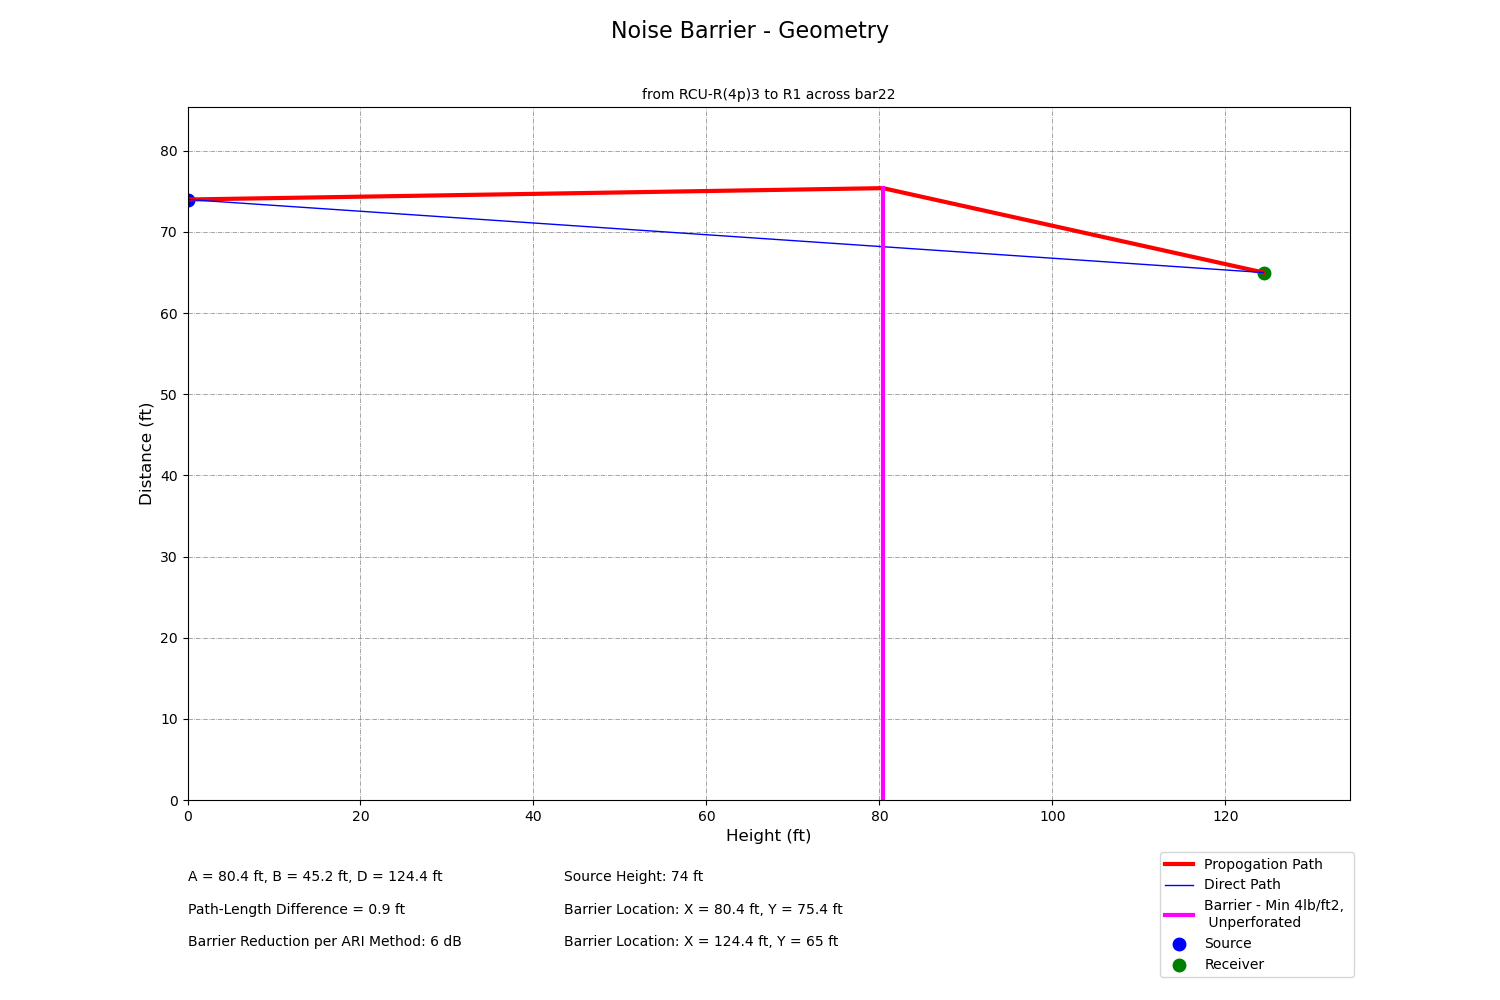 Noise Barrier - Geometry
from RCU-R(4p)3 to R1 across bar22
80
70
60
50
40
30
20
10
0
Distance (ft)
0 20 40 60 80 100 120
Height (ft)
A = 80.4 ft, B = 45.2 ft, D = 124.4 ft
Path-Length Difference = 0.9 ft
Barrier Reduction per ARI Method: 6 dB
Source Height: 74 ft
Barrier Location: X = 80.4 ft, Y = 75.4 ft
Barrier Location: X = 124.4 ft, Y = 65 ft
Propogation Path
Direct Path
Barrier - Min 4lb/ft2,
Unperforated
Source
Receiver